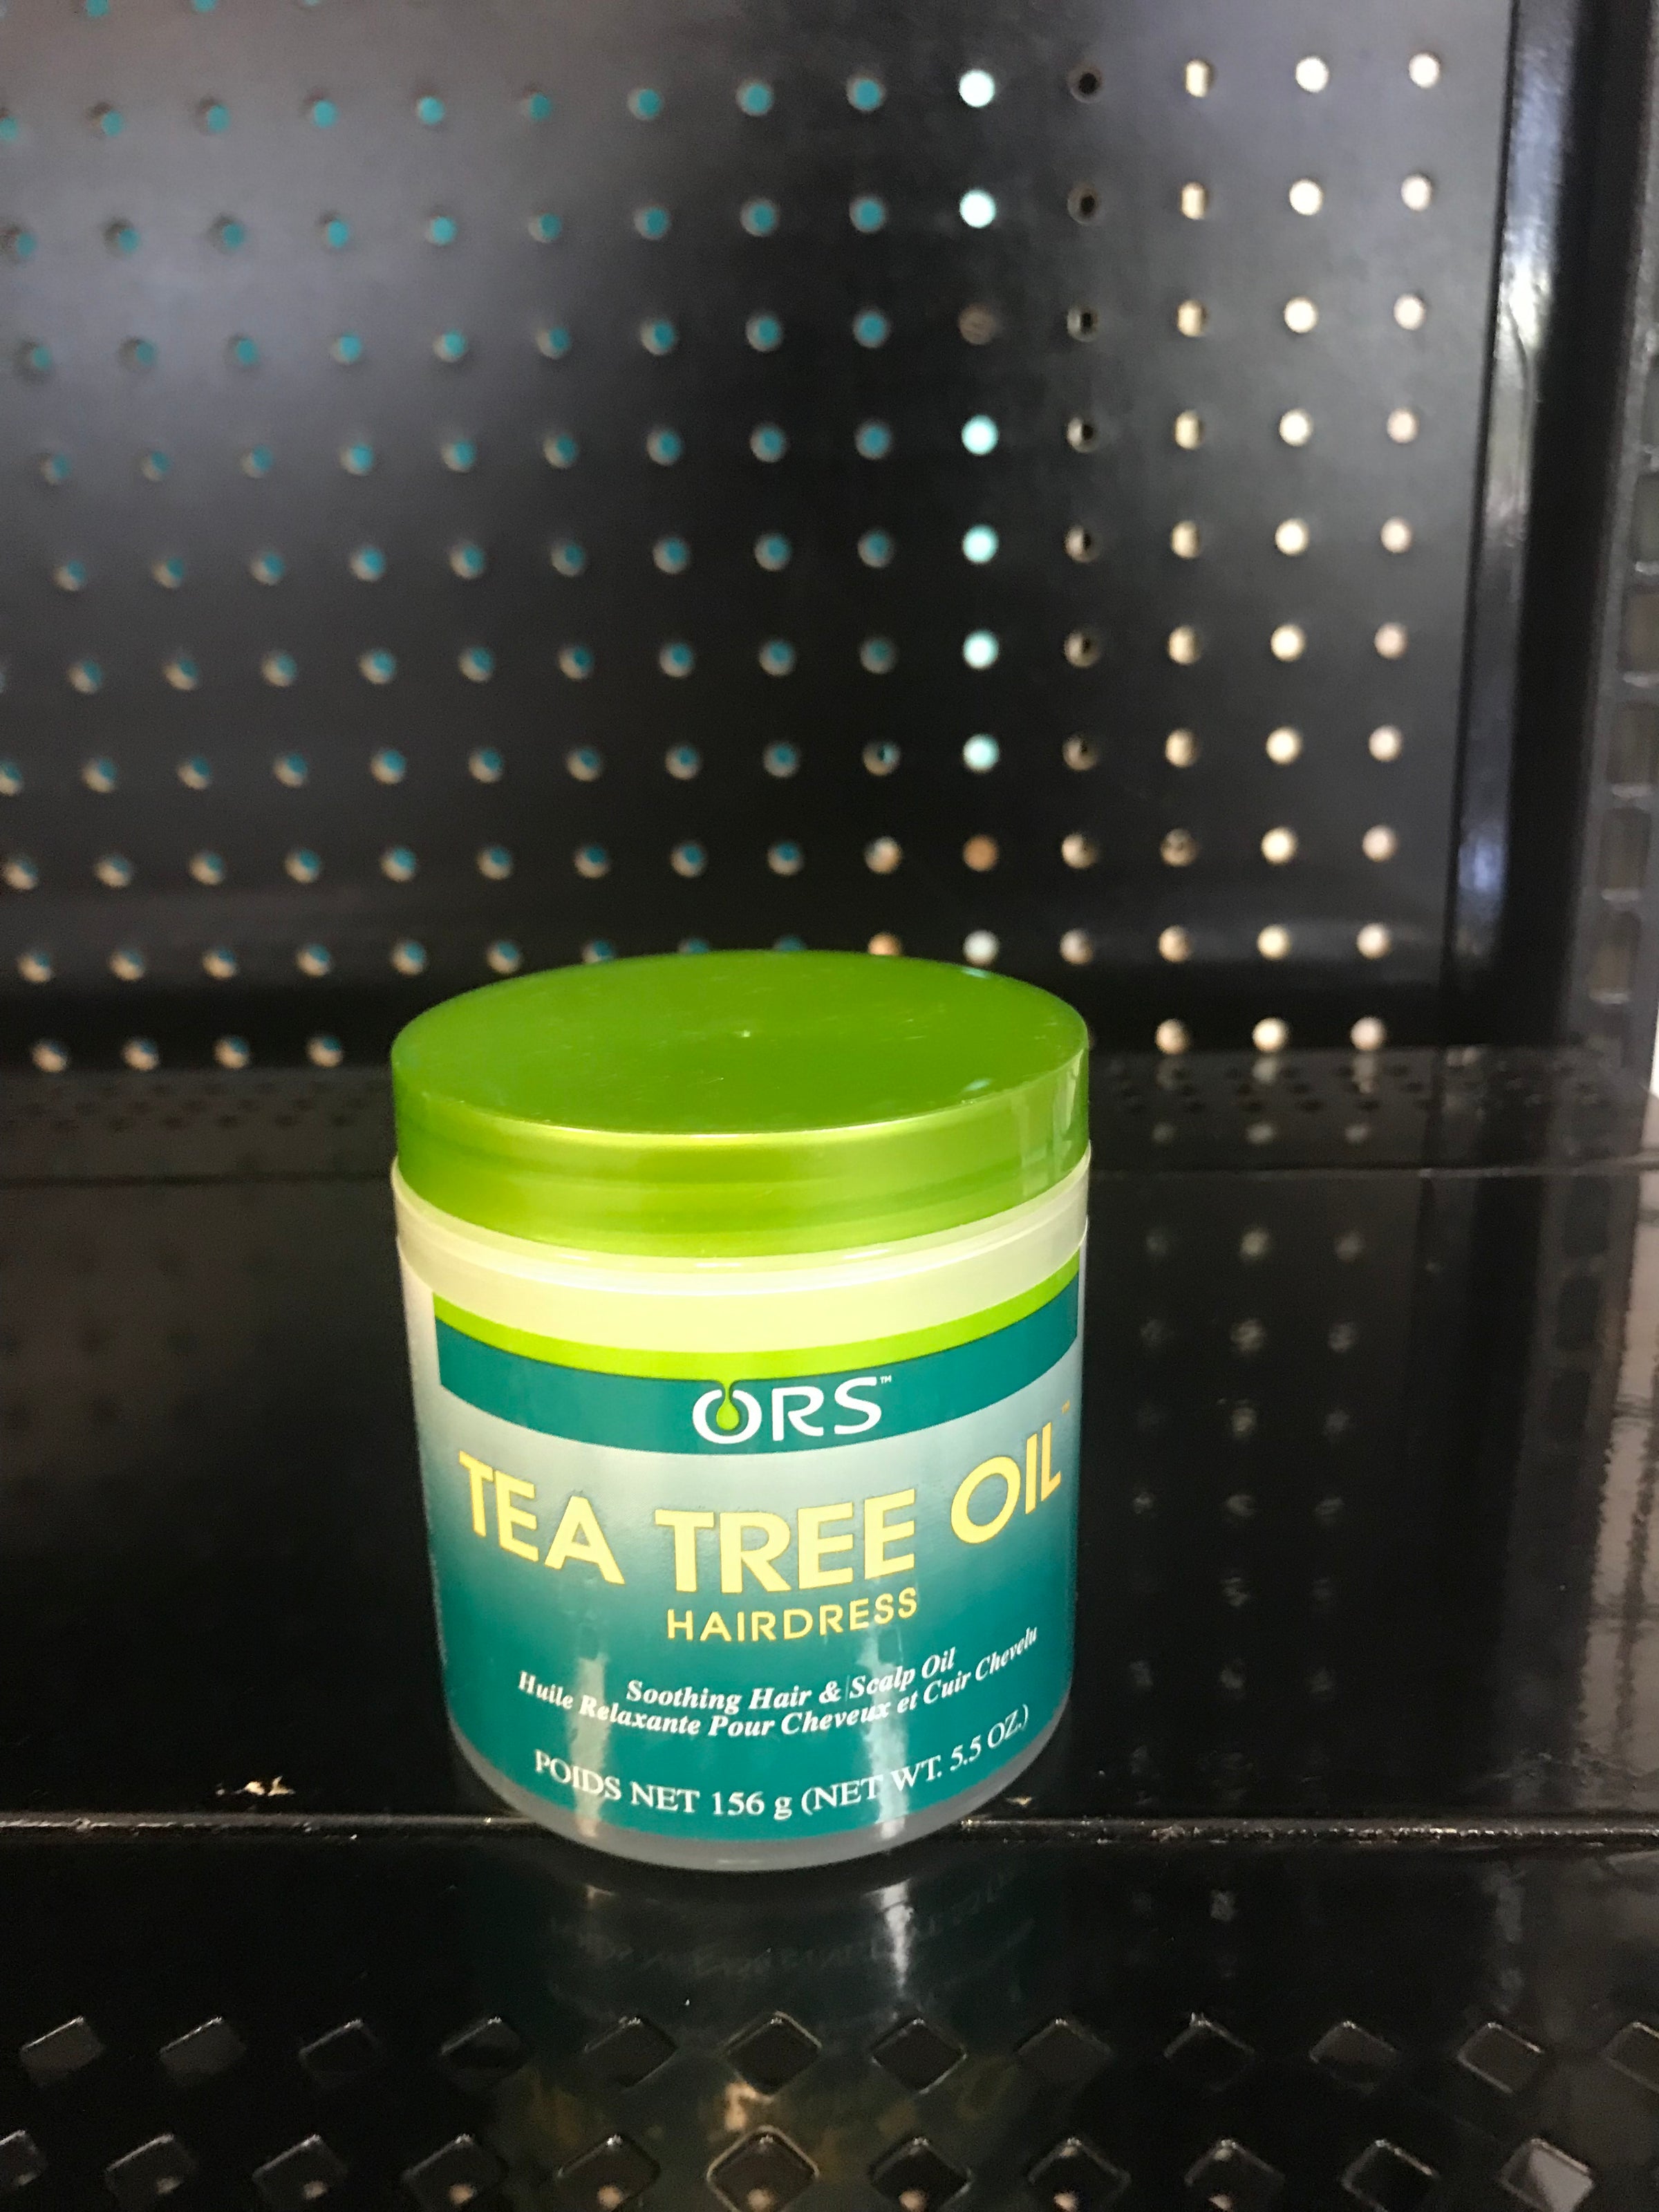 ORS™
TEA TREE OIL™
HAIRDRESS
Soothing Hair & Scalp Oil
Huile Relaxante Pour Cheveux et Cuir Chevelu
POIDS NET 156 g (NET WT. 5.5 OZ.)